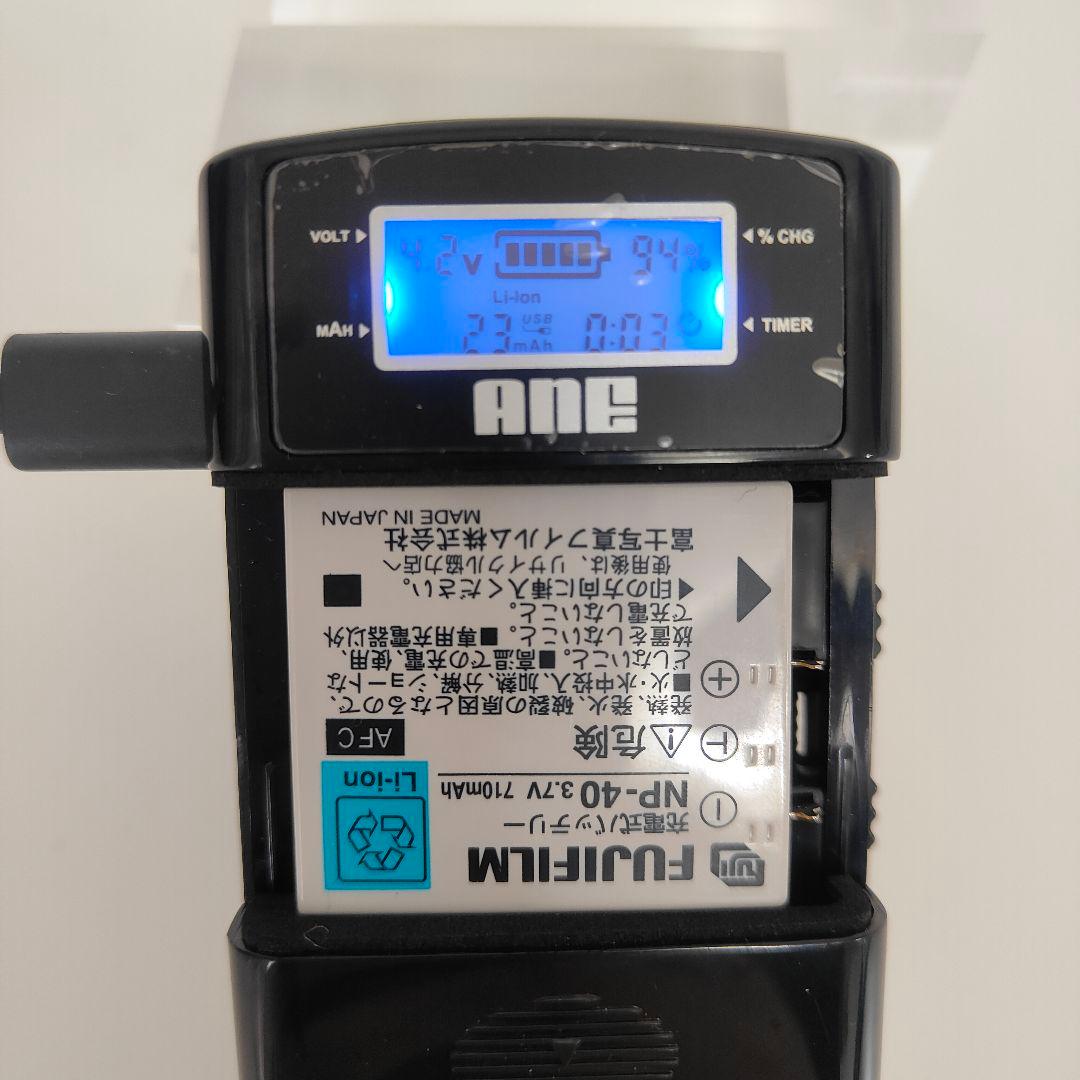 VOLT
% CHG
4.2V
94%
Li-Ion
MAH
23mAh
USB
0:03
TIMER
ANE
FUJIFILM
充電式バッテリー
NP-40 3.7V 710mAh
Li-ion
危険
AFC
発熱、発火、破裂の原因となるので、
■火・水中投入、加熱、分解、ショートな
どしないこと。■高温での充電、使用、
放置をしないこと。■専用充電器以外
で充電しないこと。
◀印の方向に挿入ください。
使用後は、リサイクル協力店へ
富士写真フイルム株式会社
MADE IN JAPAN